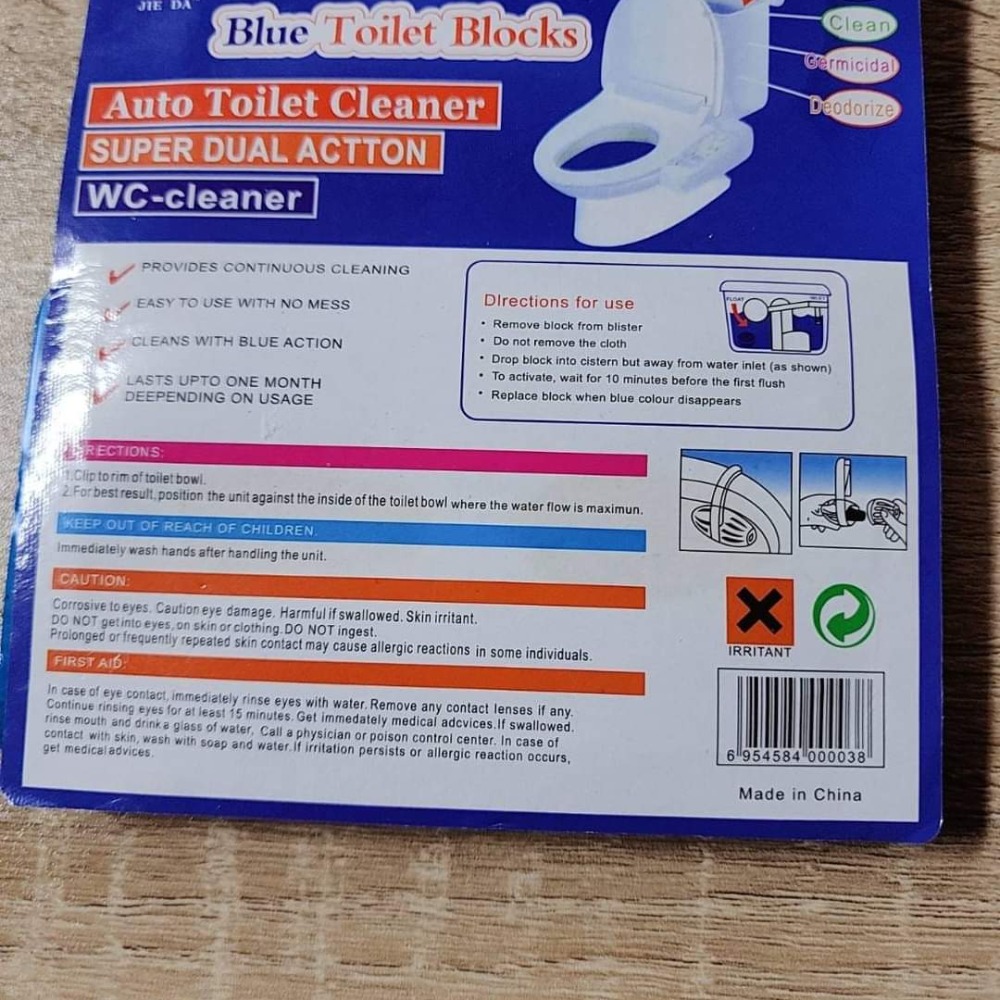 JIE DA
Blue Toilet Blocks
Clean
Germicidal
Deodorize
Auto Toilet Cleaner
SUPER DUAL ACTTON
WC-cleaner
PROVIDES CONTINUOUS CLEANING
EASY TO USE WITH NO MESS
CLEANS WITH BLUE ACTION
LASTS UPTO ONE MONTH
DEEPENDING ON USAGE
DIrections for use
• Remove block from blister
• Do not remove the cloth
• Drop block into cistern but away from water inlet (as shown)
• To activate, wait for 10 minutes before the first flush
• Replace block when blue colour disappears
FLOAT
INLET
DIRECTIONS:
1.Clip to rim of toilet bowl.
2.For best result, position the unit against the inside of the toilet bowl where the water flow is maximun.
KEEP OUT OF REACH OF CHILDREN.
Immediately wash hands after handling the unit.
CAUTION:
Corrosive to eyes. Caution eye damage. Harmful if swallowed. Skin irritant.
DO NOT get into eyes, on skin or clothing. DO NOT ingest.
Prolonged or frequently repeated skin contact may cause allergic reactions in some individuals.
FIRST AID:
In case of eye contact, immediately rinse eyes with water. Remove any contact lenses if any.
Continue rinsing eyes for at least 15 minutes. Get immedately medical adcvices. If swallowed.
rinse mouth and drink a glass of water. Call a physician or poison control center. In case of
contact with skin, wash with soap and water. If irritation persists or allergic reaction occurs,
get medical advices.
IRRITANT
6 954584 000038
Made in China